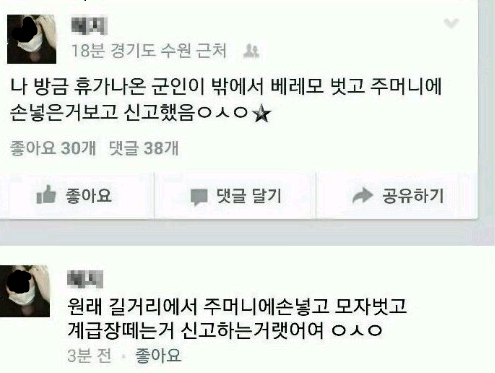 18분 경기도 수원 근처
나 방금 휴가나온 군인이 밖에서 베레모 벗고 주머니에
손넣은거보고 신고했음ㅇㅅㅇ☆
좋아요 30개 댓글 38개
좋아요 댓글 달기 공유하기
원래 길거리에서 주머니에손넣고 모자벗고
계급장떼는거 신고하는거랫어여 ㅇㅅㅇ
3분 전 · 좋아요